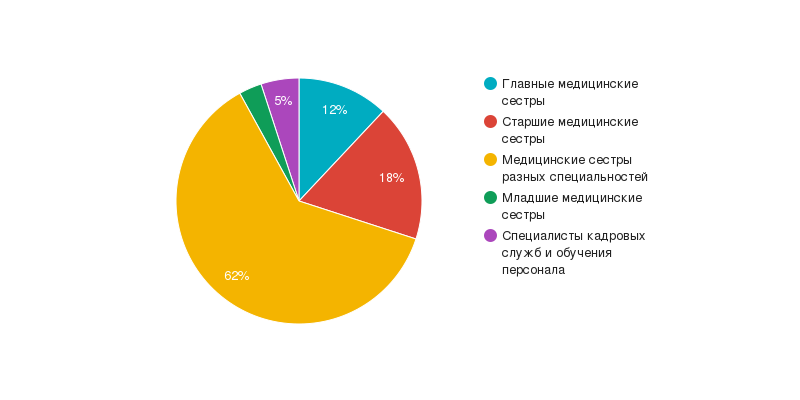 12%
18%
62%
5%
Главные медицинские
сестры
Старшие медицинские
сестры
Медицинские сестры
разных специальностей
Младшие медицинские
сестры
Специалисты кадровых
служб и обучения
персонала